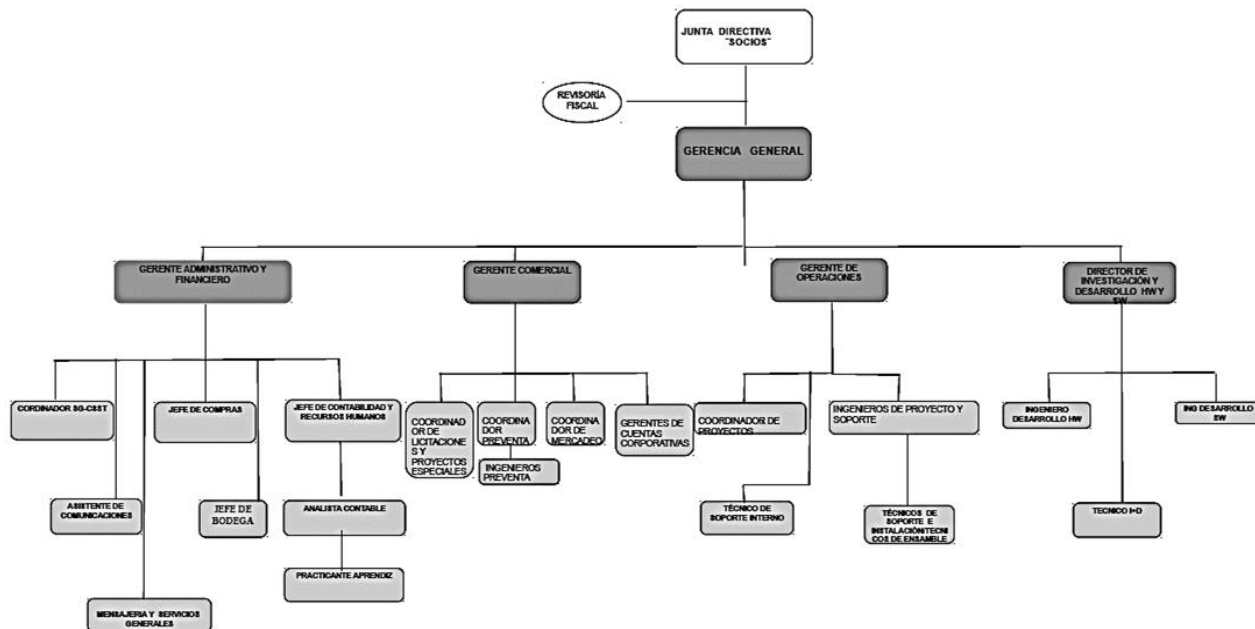 JUNTA DIRECTIVA
"SOCIOS"
REVISORÍA
FISCAL
GERENCIA GENERAL
GERENTE ADMINISTRATIVO Y
FINANCIERO
GERENTE COMERCIAL
GERENTE DE
OPERACIONES
DIRECTOR DE
INVESTIGACIÓN Y
DESARROLLO HW Y
SW
CORDINADOR SG-CSST
JEFE DE COMPRAS
JEFE DE CONTABILIDAD Y
RECURSOS HUMANOS
COORDINAD
OR DE
LICITACIONE
S Y
PROYECTOS
ESPECIALES
COORDINA
DOR
PREVENTA
COORDINA
DOR DE
MERCADEO
GERENTES DE
CUENTAS
CORPORATIVAS
COORDINADOR DE
PROYECTOS
INGENIEROS DE PROYECTO Y
SOPORTE
INGENIERO
DESARROLLO HW
ING DESARROLLO
SW
INGENIEROS
PREVENTA
ASISTENTE DE
COMUNICACIONES
JEFE DE
BODEGA
ANALISTA CONTABLE
TÉCNICO DE
SOPORTE INTERNO
TÉCNICOS DE
SOPORTE E
INSTALACIÓN/TECNI
COS DE ENSAMBLE
TECNICO I+D
PRACTICANTE APRENDIZ
MENSAJERIA Y SERVICIOS
GENERALES